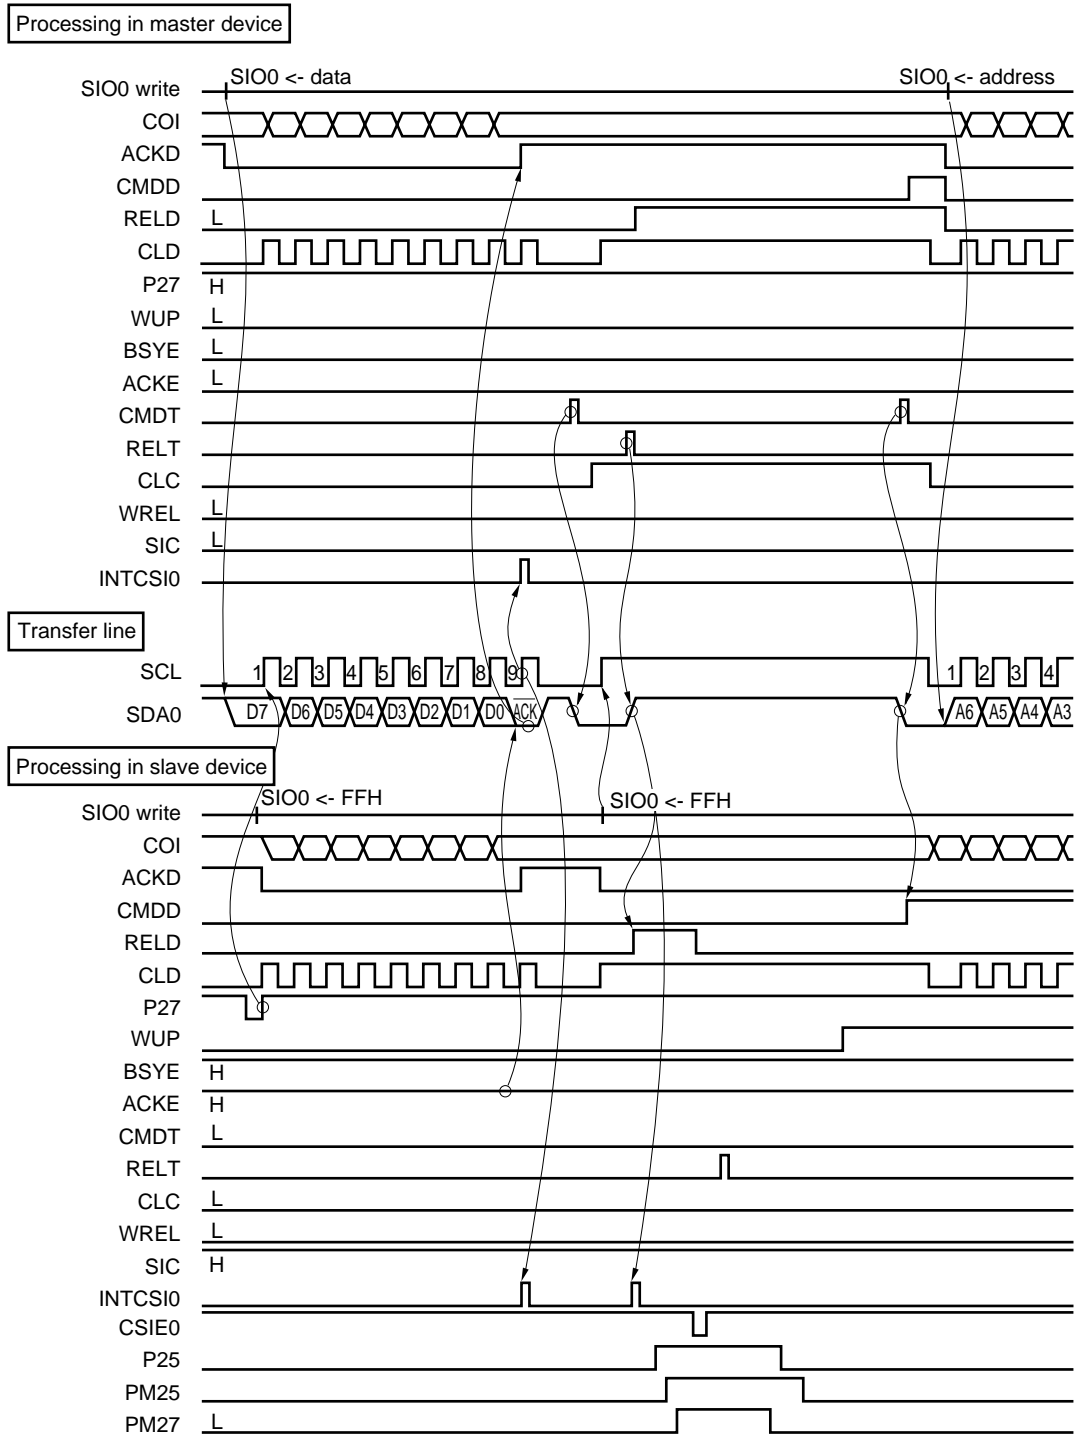 Processing in master device
SIO0 <- data
SIO0 <- address
SIO0 write
COI
ACKD
CMDD
RELD L
CLD
P27 H
WUP L
BSYE L
ACKE L
CMDT
RELT
CLC
WREL L
SIC L
INTCSI0
Transfer line
SCL 1 2 3 4 5 6 7 8 9 1 2 3 4
SDA0 D7 D6 D5 D4 D3 D2 D1 D0 ACK A6 A5 A4 A3
Processing in slave device
SIO0 <- FFH
SIO0 <- FFH
SIO0 write
COI
ACKD
CMDD
RELD
CLD
P27
WUP
BSYE H
ACKE H
CMDT L
RELT
CLC L
WREL L
SIC H
INTCSI0
CSIE0
P25
PM25
PM27 L